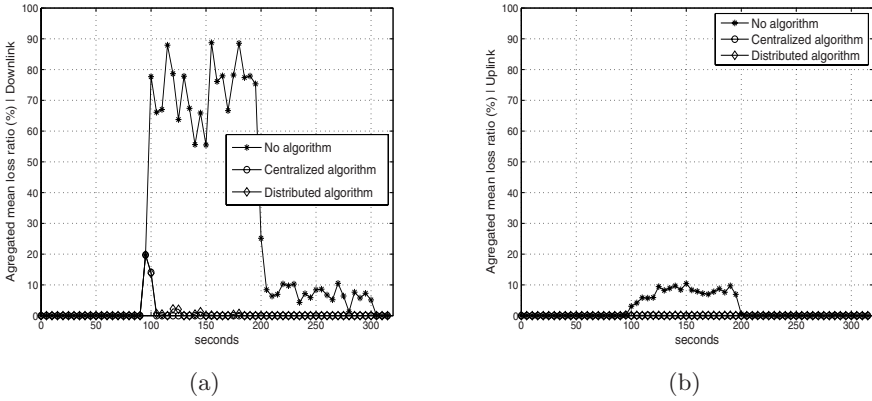 100
90
80
70
60
50
40
30
20
10
0
Agregated mean loss ratio (%) | Downlink
No algorithm
Centralized algorithm
Distributed algorithm
0 50 100 150 200 250 300
seconds
(a)
100
90
80
70
60
50
40
30
20
10
0
Agregated mean loss ratio (%) | Uplink
No algorithm
Centralized algorithm
Distributed algorithm
0 50 100 150 200 250 300
seconds
(b)